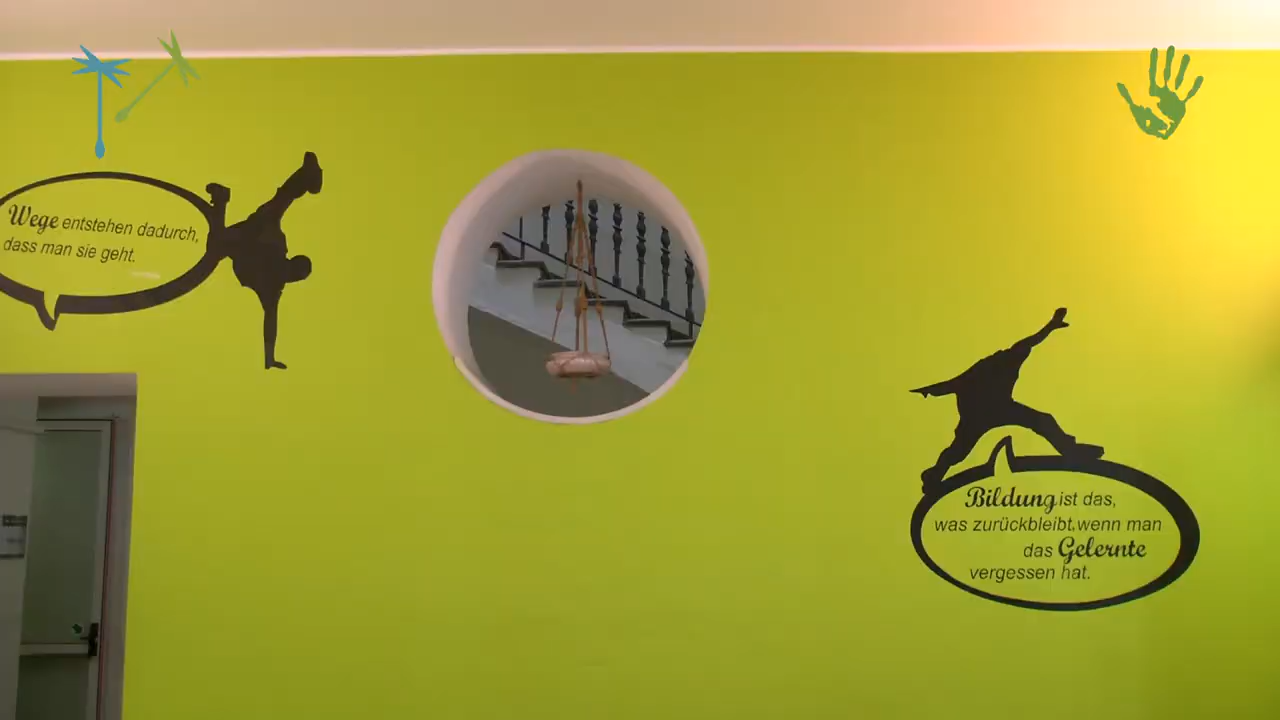 Wege entstehen dadurch,
dass man sie geht.
Bildung ist das,
was zurückbleibt, wenn man
das Gelernte
vergessen hat.